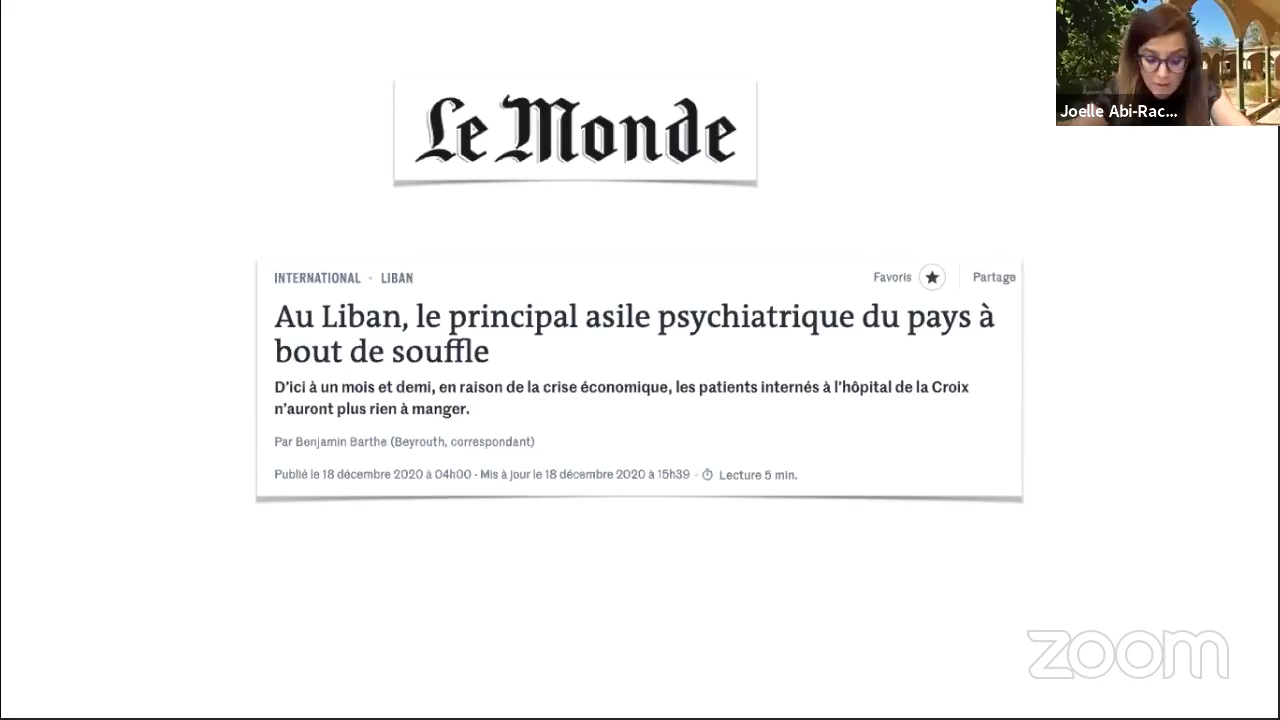 Le Monde
Joelle Abi-Rac...
INTERNATIONAL • LIBAN
Favoris
Partage
Au Liban, le principal asile psychiatrique du pays à
bout de souffle
D'ici à un mois et demi, en raison de la crise économique, les patients internés à l'hôpital de la Croix
n'auront plus rien à manger.
Par Benjamin Barthe (Beyrouth, correspondant)
Publié le 18 décembre 2020 à 04h00 - Mis à jour le 18 décembre 2020 à 15h39 • Lecture 5 min.
zoom